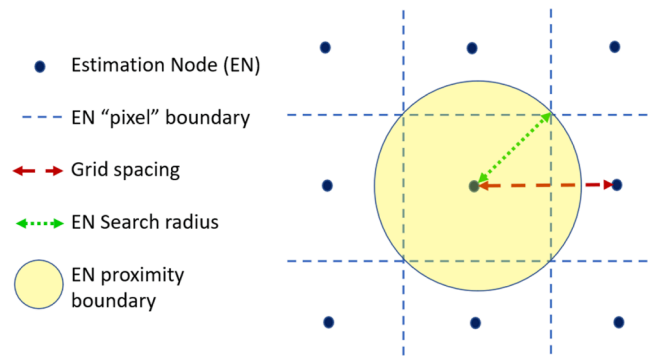 Estimation Node (EN)
EN “pixel” boundary
Grid spacing
EN Search radius
EN proximity
boundary